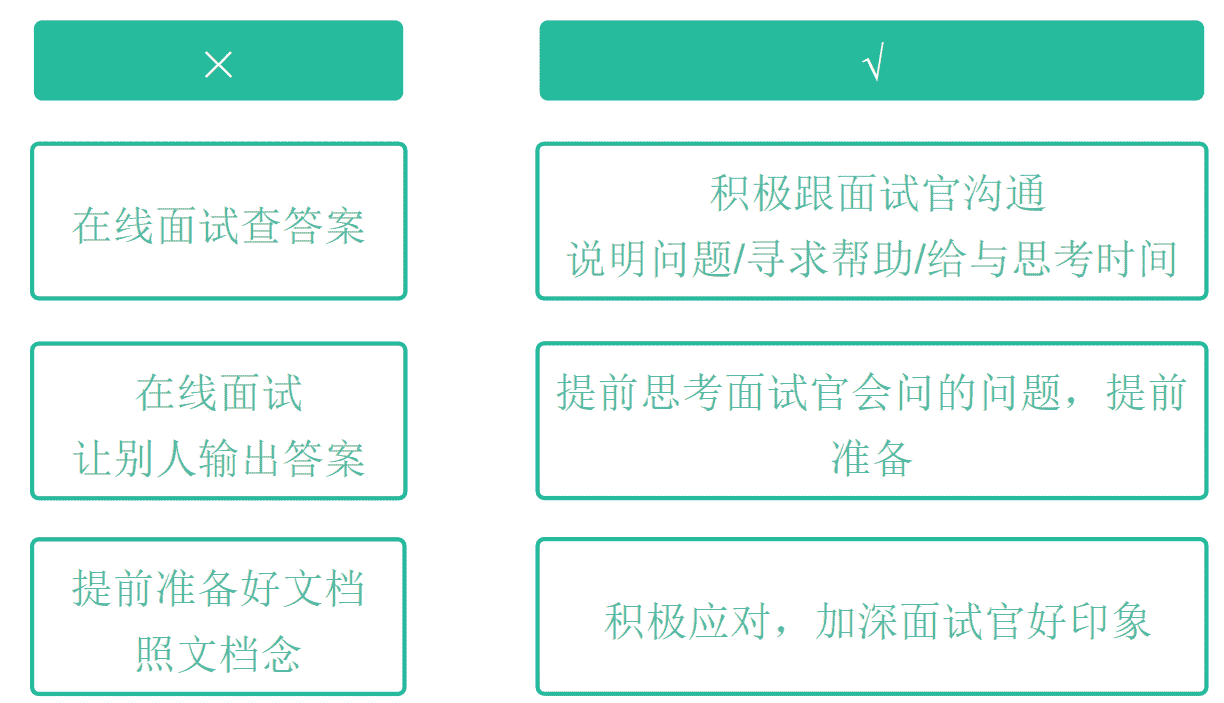 ×
√
在线面试查答案
积极跟面试官沟通
说明问题/寻求帮助/给与思考时间
在线面试
让别人输出答案
提前思考面试官会问的问题，提前
准备
提前准备好文档
照文档念
积极应对，加深面试官好印象